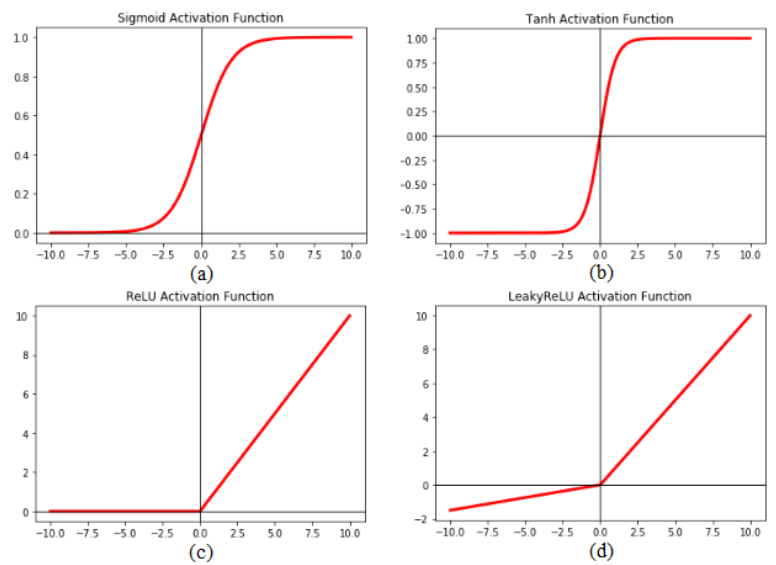 Sigmoid Activation Function
1.0
0.8
0.6
0.4
0.2
0.0
−10.0 −7.5 −5.0 −2.5 0.0 2.5 5.0 7.5 10.0
(a)
Tanh Activation Function
1.00
0.75
0.50
0.25
0.00
−0.25
−0.50
−0.75
−1.00
−10.0 −7.5 −5.0 −2.5 0.0 2.5 5.0 7.5 10.0
(b)
ReLU Activation Function
10
8
6
4
2
0
−10.0 −7.5 −5.0 −2.5 0.0 2.5 5.0 7.5 10.0
(c)
LeakyReLU Activation Function
10
8
6
4
2
0
−2
−10.0 −7.5 −5.0 −2.5 0.0 2.5 5.0 7.5 10.0
(d)